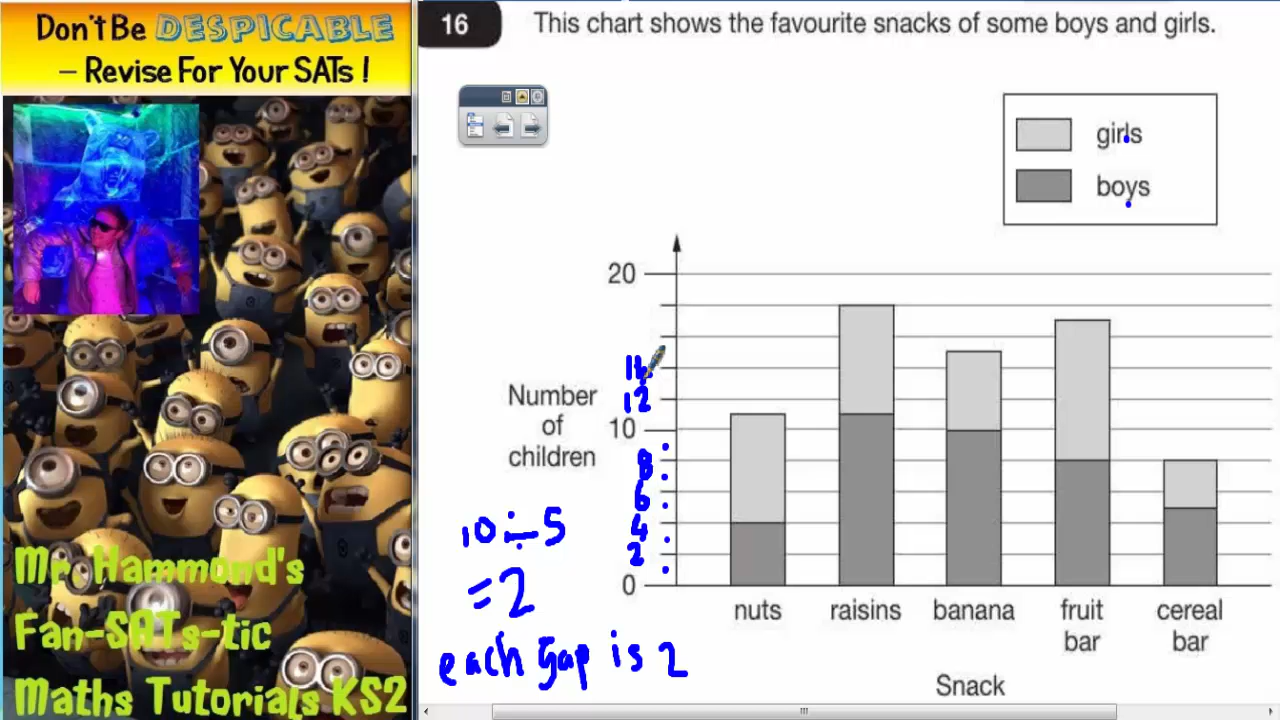 Don't Be DESPICABLE
– Revise For Your SATs !
Mr. Hammond's
Fan-SATs-tic
Maths Tutorials KS2
16 This chart shows the favourite snacks of some boys and girls.
girls
boys
20
14
12
10
8
6
4
2
0
Number
of
children
10 ÷ 5
= 2
each gap is 2
nuts raisins banana fruit bar cereal bar
Snack